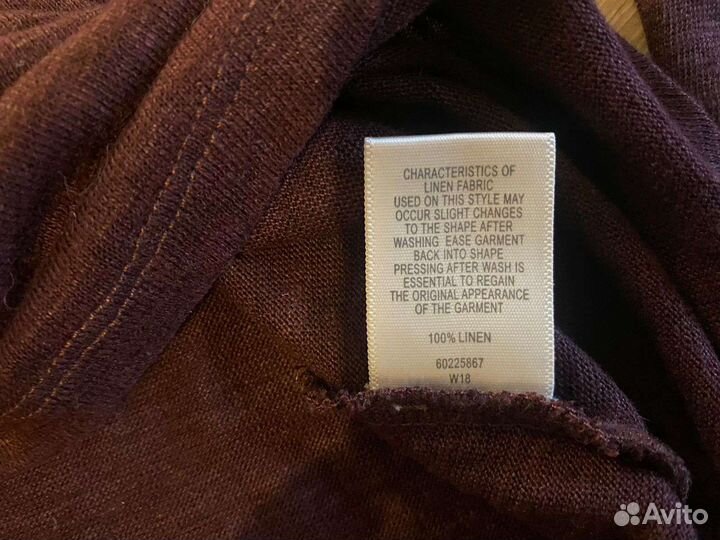 CHARACTERISTICS OF
LINEN FABRIC
USED ON THIS STYLE MAY
OCCUR SLIGHT CHANGES
TO THE SHAPE AFTER
WASHING EASE GARMENT
BACK INTO SHAPE
PRESSING AFTER WASH IS
ESSENTIAL TO REGAIN
THE ORIGINAL APPEARANCE
OF THE GARMENT
100% LINEN
60225867
W18
Avito